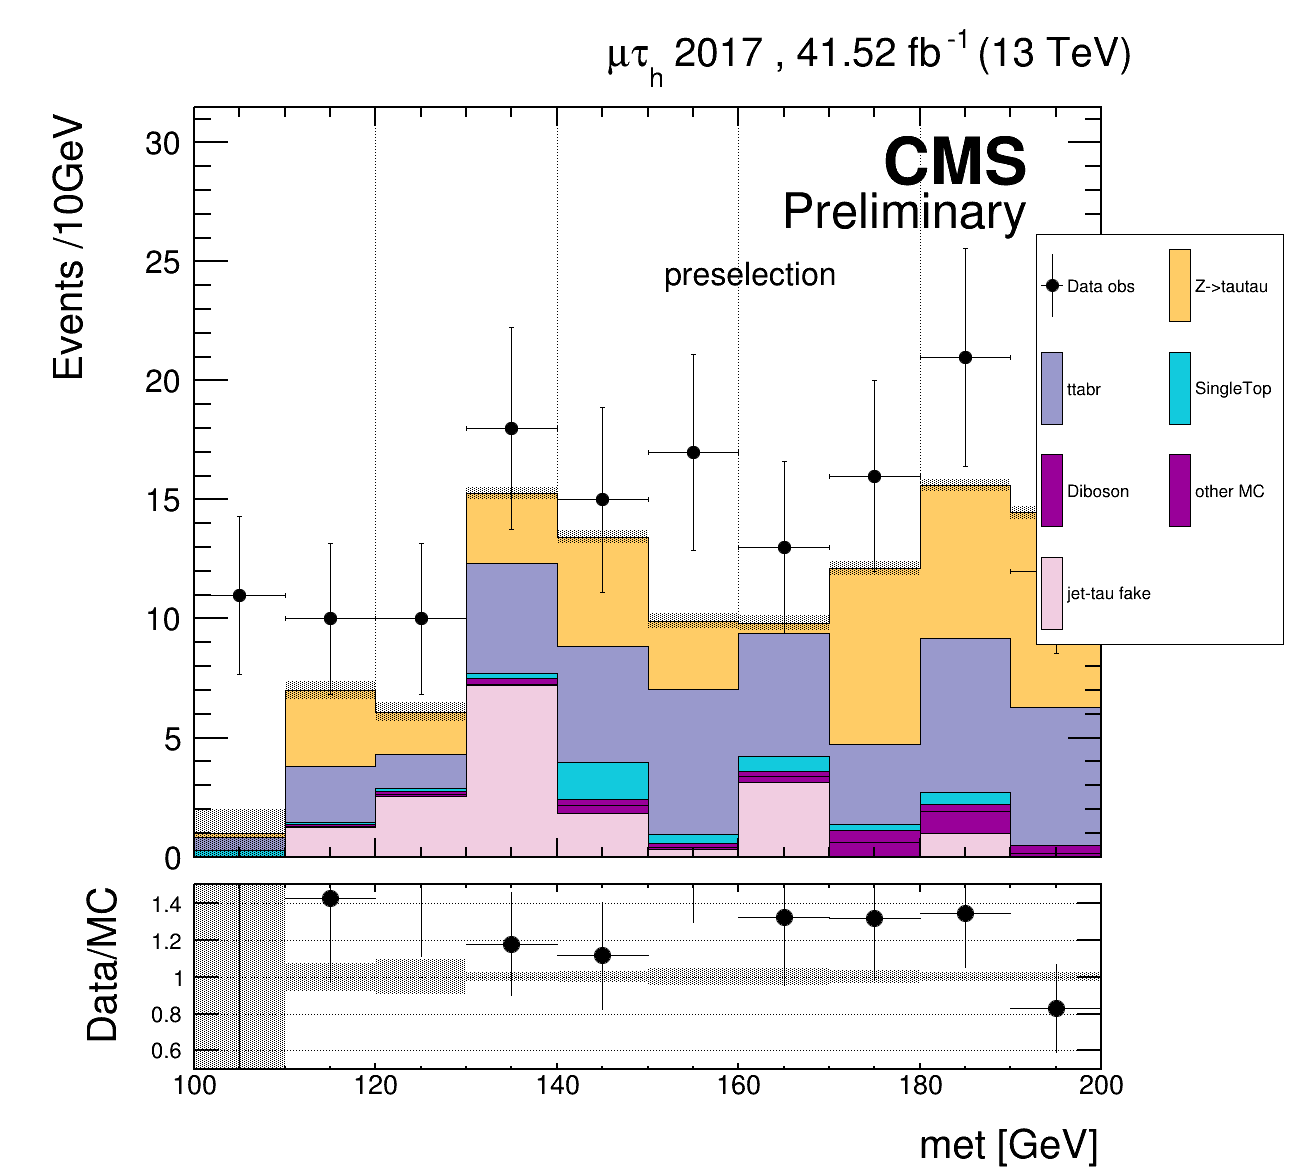 μτh 2017 , 41.52 fb-1 (13 TeV)
Events /10GeV
30
25
20
15
10
5
0
CMS
Preliminary
preselection
Data obs
Z->tautau
ttabr
SingleTop
Diboson
other MC
jet-tau fake
Data/MC
1.4
1.2
1
0.8
0.6
100
120
140
160
180
200
met [GeV]